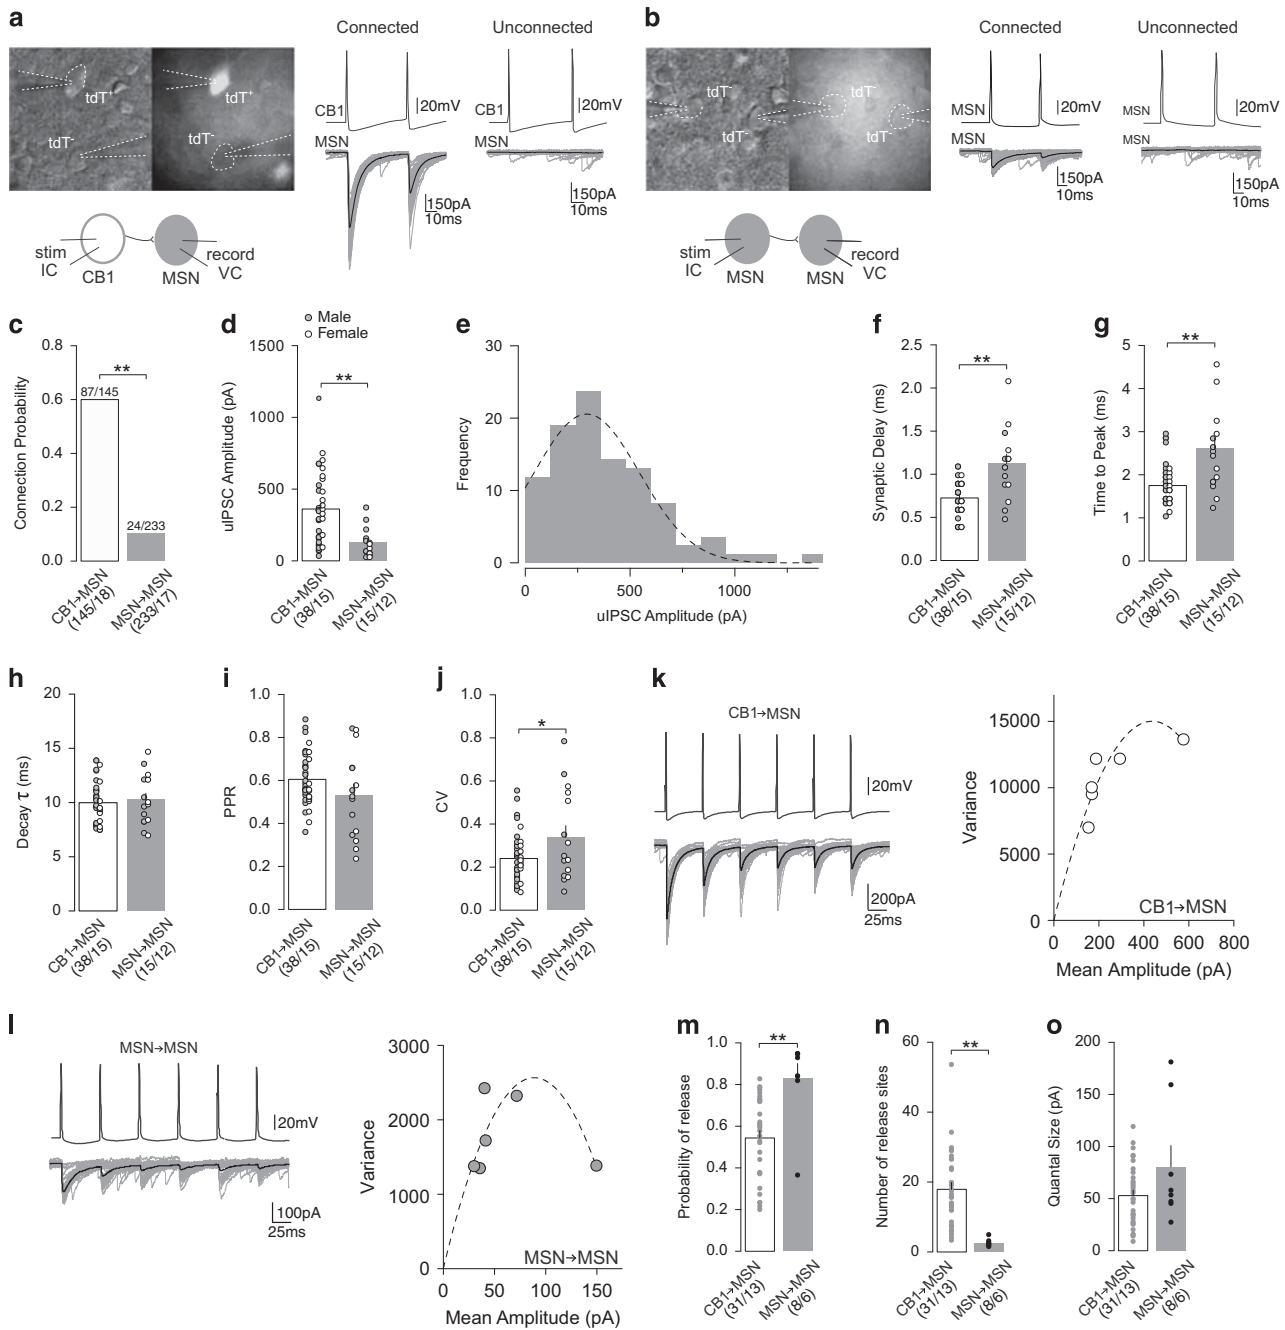 a
tdT+
tdT-
tdT+
tdT-
Connected
Unconnected
CB1
20mV
CB1
20mV
MSN
MSN
150pA
10ms
150pA
10ms
stim
IC
CB1
MSN
record
VC
b
tdT-
tdT-
tdT-
tdT-
Connected
Unconnected
MSN
20mV
MSN
20mV
MSN
MSN
150pA
10ms
150pA
10ms
stim
IC
MSN
MSN
record
VC
c
Connection Probability
0.8
0.6
0.4
0.2
0.0
**
87/145
24/233
CB1→MSN
(145/18)
MSN→MSN
(233/17)
d
Male
Female
uIPSC Amplitude (pA)
1500
1000
500
0
**
CB1→MSN
(38/15)
MSN→MSN
(15/12)
e
Frequency
30
20
10
0
0 500 1000
uIPSC Amplitude (pA)
f
Synaptic Delay (ms)
2.5
2.0
1.5
1.0
0.5
0.0
**
CB1→MSN
(38/15)
MSN→MSN
(15/12)
g
Time to Peak (ms)
5
4
3
2
1
0
**
CB1→MSN
(38/15)
MSN→MSN
(15/12)
h
Decay τ (ms)
20
15
10
5
0
CB1→MSN
(38/15)
MSN→MSN
(15/12)
i
PPR
1.0
0.8
0.6
0.4
0.2
0.0
CB1→MSN
(38/15)
MSN→MSN
(15/12)
j
CV
1.0
0.8
0.6
0.4
0.2
0.0
*
CB1→MSN
(38/15)
MSN→MSN
(15/12)
k
CB1→MSN
20mV
200pA
25ms
Variance
15000
10000
5000
0
0 200 400 600 800
CB1→MSN
Mean Amplitude (pA)
l
MSN→MSN
20mV
100pA
25ms
Variance
3000
2000
1000
0
0 50 100 150
MSN→MSN
Mean Amplitude (pA)
m
Probability of release
1.0
0.8
0.6
0.4
0.2
0.0
**
CB1→MSN
(31/13)
MSN→MSN
(8/6)
n
Number of release sites
60
40
20
0
**
CB1→MSN
(31/13)
MSN→MSN
(8/6)
o
Quantal Size (pA)
200
150
100
50
0
CB1→MSN
(31/13)
MSN→MSN
(8/6)